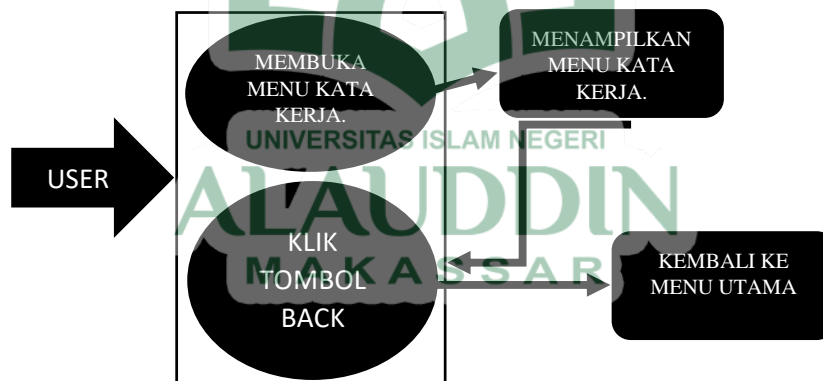 MEMBUKA
MENU KATA
KERJA.
MENAMPILKAN
MENU KATA
KERJA.
UNIVERSITAS ISLAM NEGERI
USER
ALAUDDIN
KLIK
TOMBOL
BACK
MAKASSAR
KEMBALI KE
MENU UTAMA